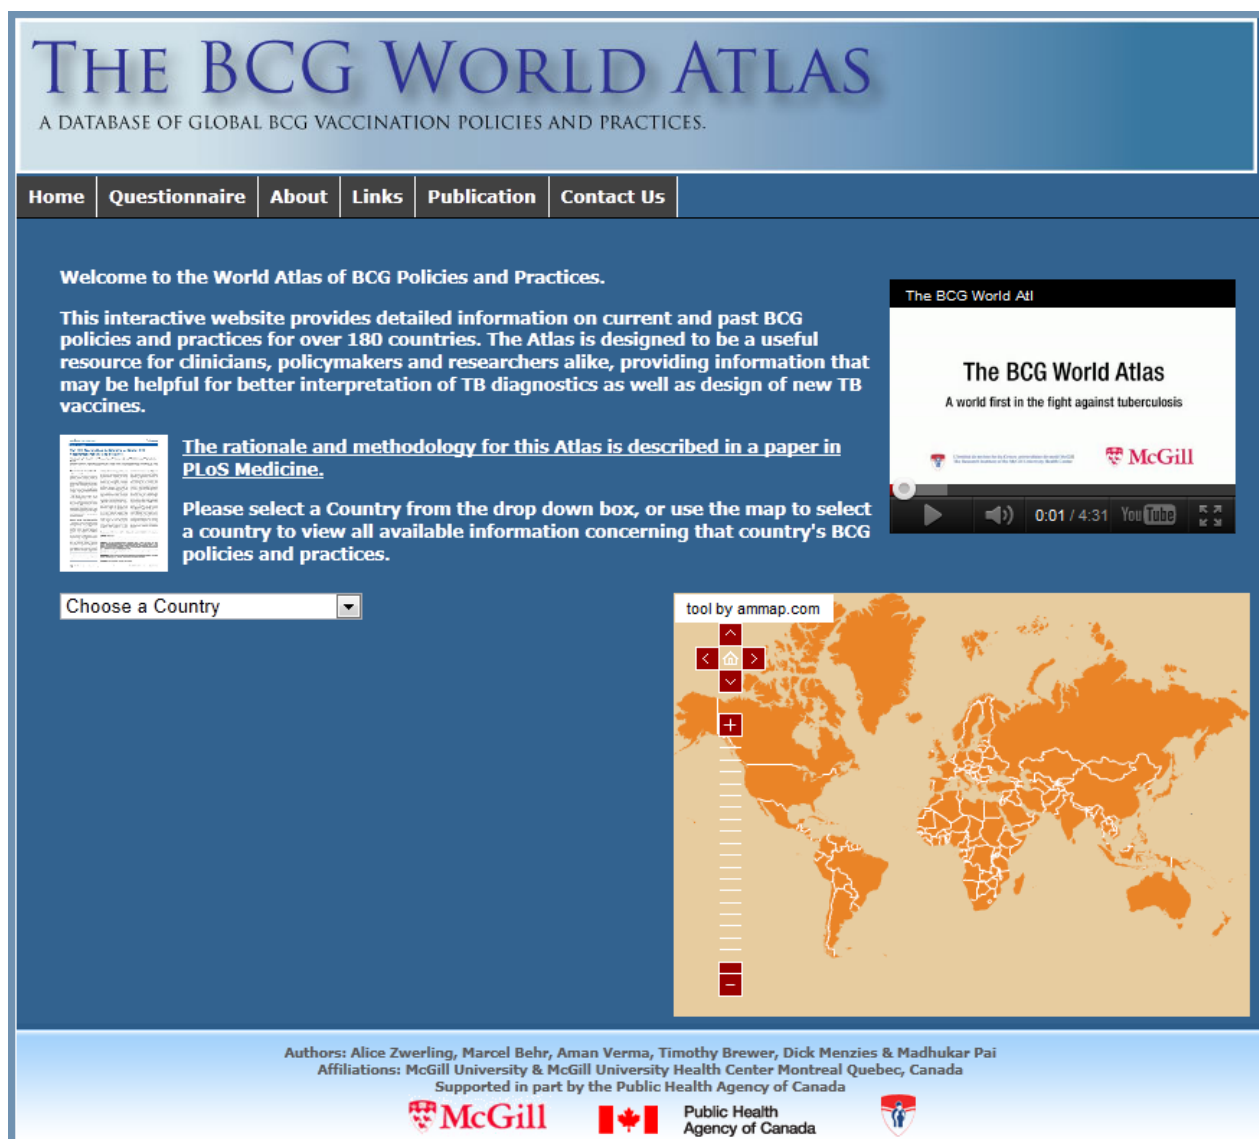 THE BCG WORLD ATLAS
A DATABASE OF GLOBAL BCG VACCINATION POLICIES AND PRACTICES.
Home Questionnaire About Links Publication Contact Us
Welcome to the World Atlas of BCG Policies and Practices.
This interactive website provides detailed information on current and past BCG
policies and practices for over 180 countries. The Atlas is designed to be a useful
resource for clinicians, policymakers and researchers alike, providing information that
may be helpful for better interpretation of TB diagnostics as well as design of new TB
vaccines.
The rationale and methodology for this Atlas is described in a paper in
PLoS Medicine.
Please select a Country from the drop down box, or use the map to select
a country to view all available information concerning that country's BCG
policies and practices.
The BCG World Atl
The BCG World Atlas
A world first in the fight against tuberculosis
McGill
0:01 / 4:31 YouTube
Choose a Country
tool by ammap.com
Authors: Alice Zwerling, Marcel Behr, Aman Verma, Timothy Brewer, Dick Menzies & Madhukar Pai
Affiliations: McGill University & McGill University Health Center Montreal Quebec, Canada
Supported in part by the Public Health Agency of Canada
McGill
Public Health
Agency of Canada